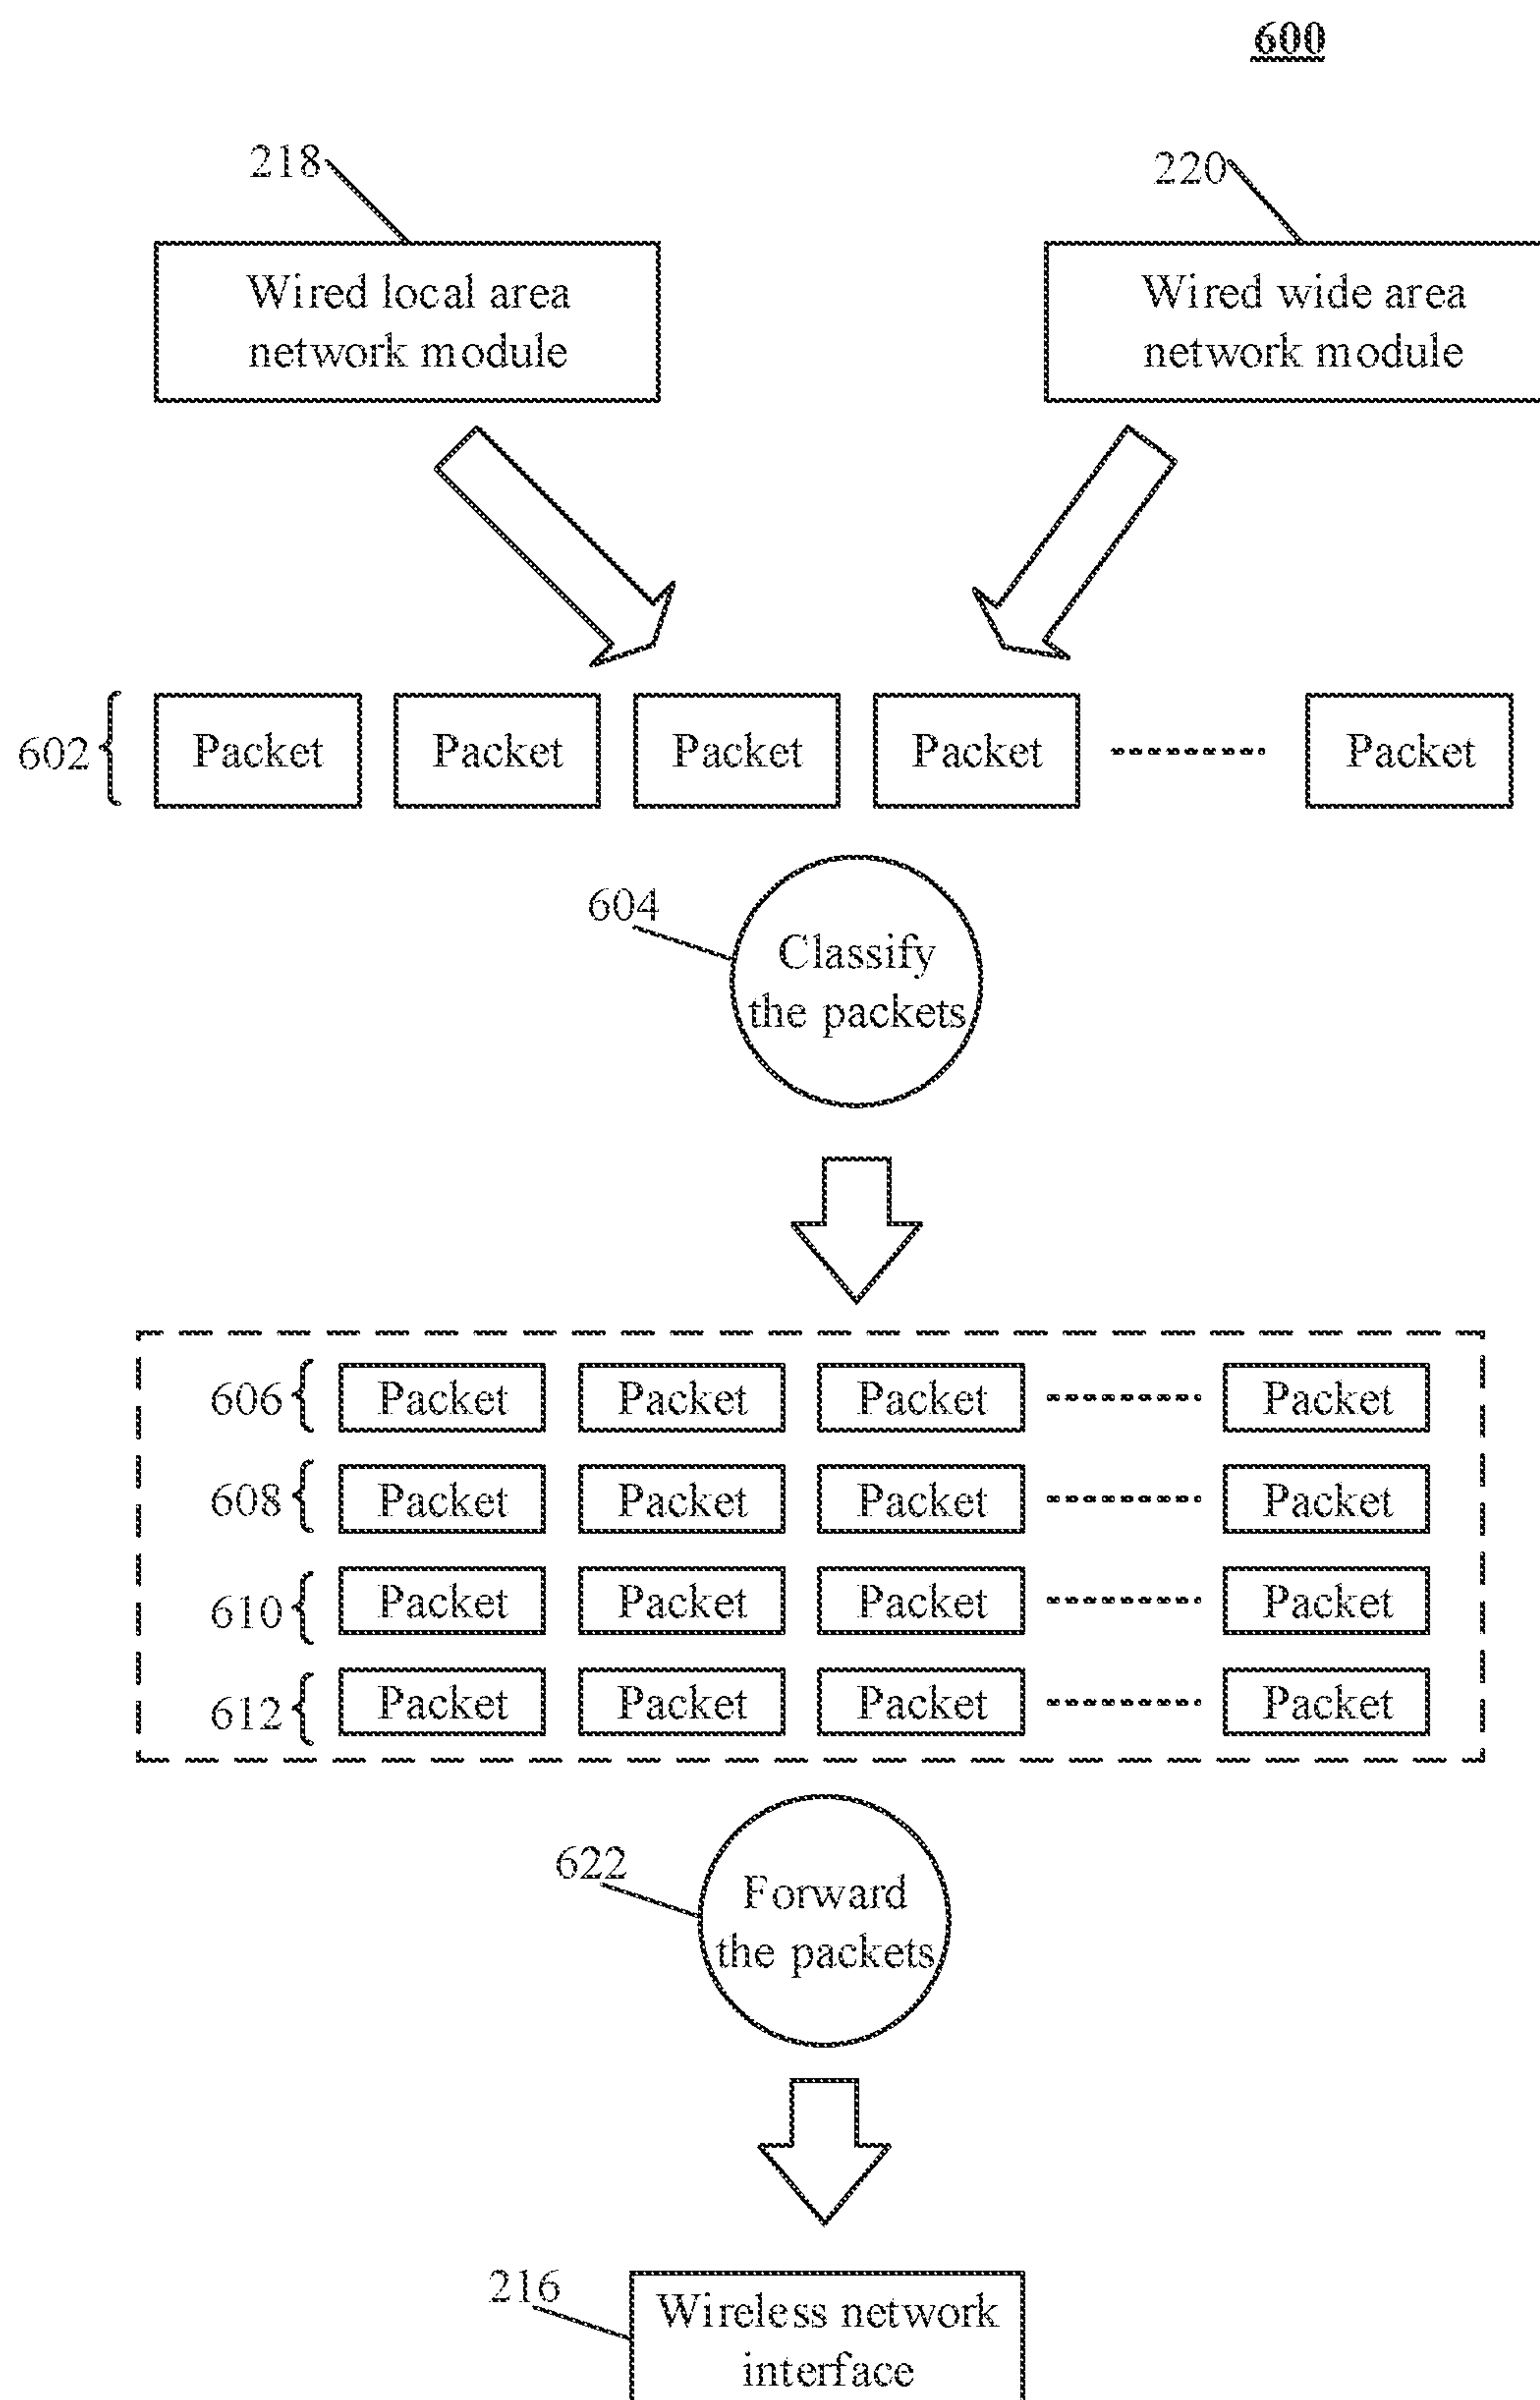 600
218
220
Wired local area
network module
Wired wide area
network module
602
Packet Packet Packet Packet Packet
604
Classify
the packets
606
Packet Packet Packet Packet
608
Packet Packet Packet Packet
610
Packet Packet Packet Packet
612
Packet Packet Packet Packet
622
Forward
the packets
216
Wireless network
interface